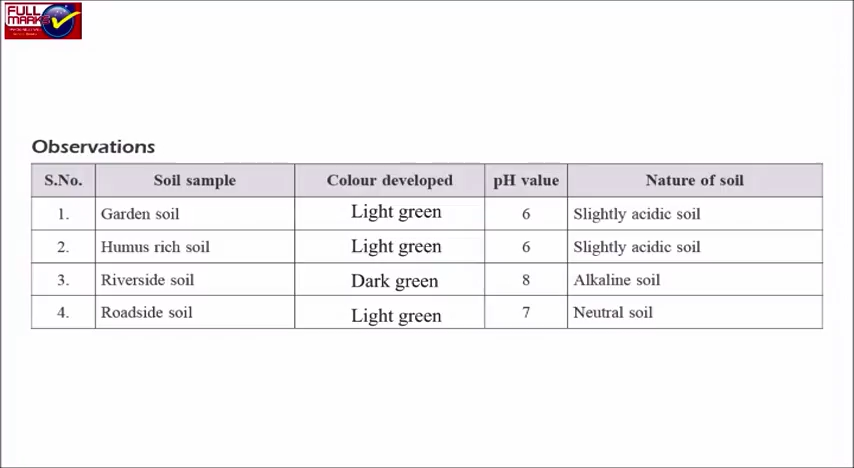 FULL
MARKS
Observations
S.No. Soil sample Colour developed pH value Nature of soil
1. Garden soil Light green 6 Slightly acidic soil
2. Humus rich soil Light green 6 Slightly acidic soil
3. Riverside soil Dark green 8 Alkaline soil
4. Roadside soil Light green 7 Neutral soil